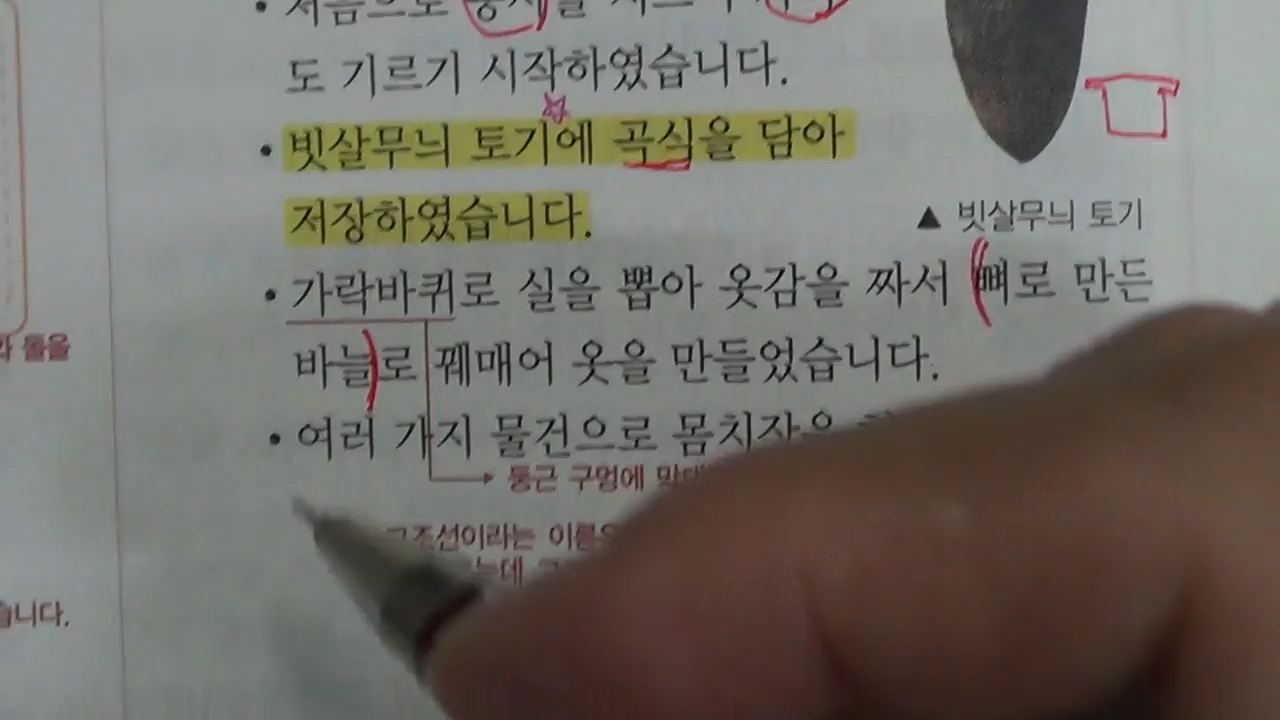 도 기르기 시작하였습니다.
• 빗살무늬 토기에 곡식을 담아
저장하였습니다.
▲ 빗살무늬 토기
• 가락바퀴로 실을 뽑아 옷감을 짜서 뼈로 만든
바늘로 꿰매어 옷을 만들었습니다.
• 여러 가지 물건으로 몸치장을
둥근 구멍에
돌을